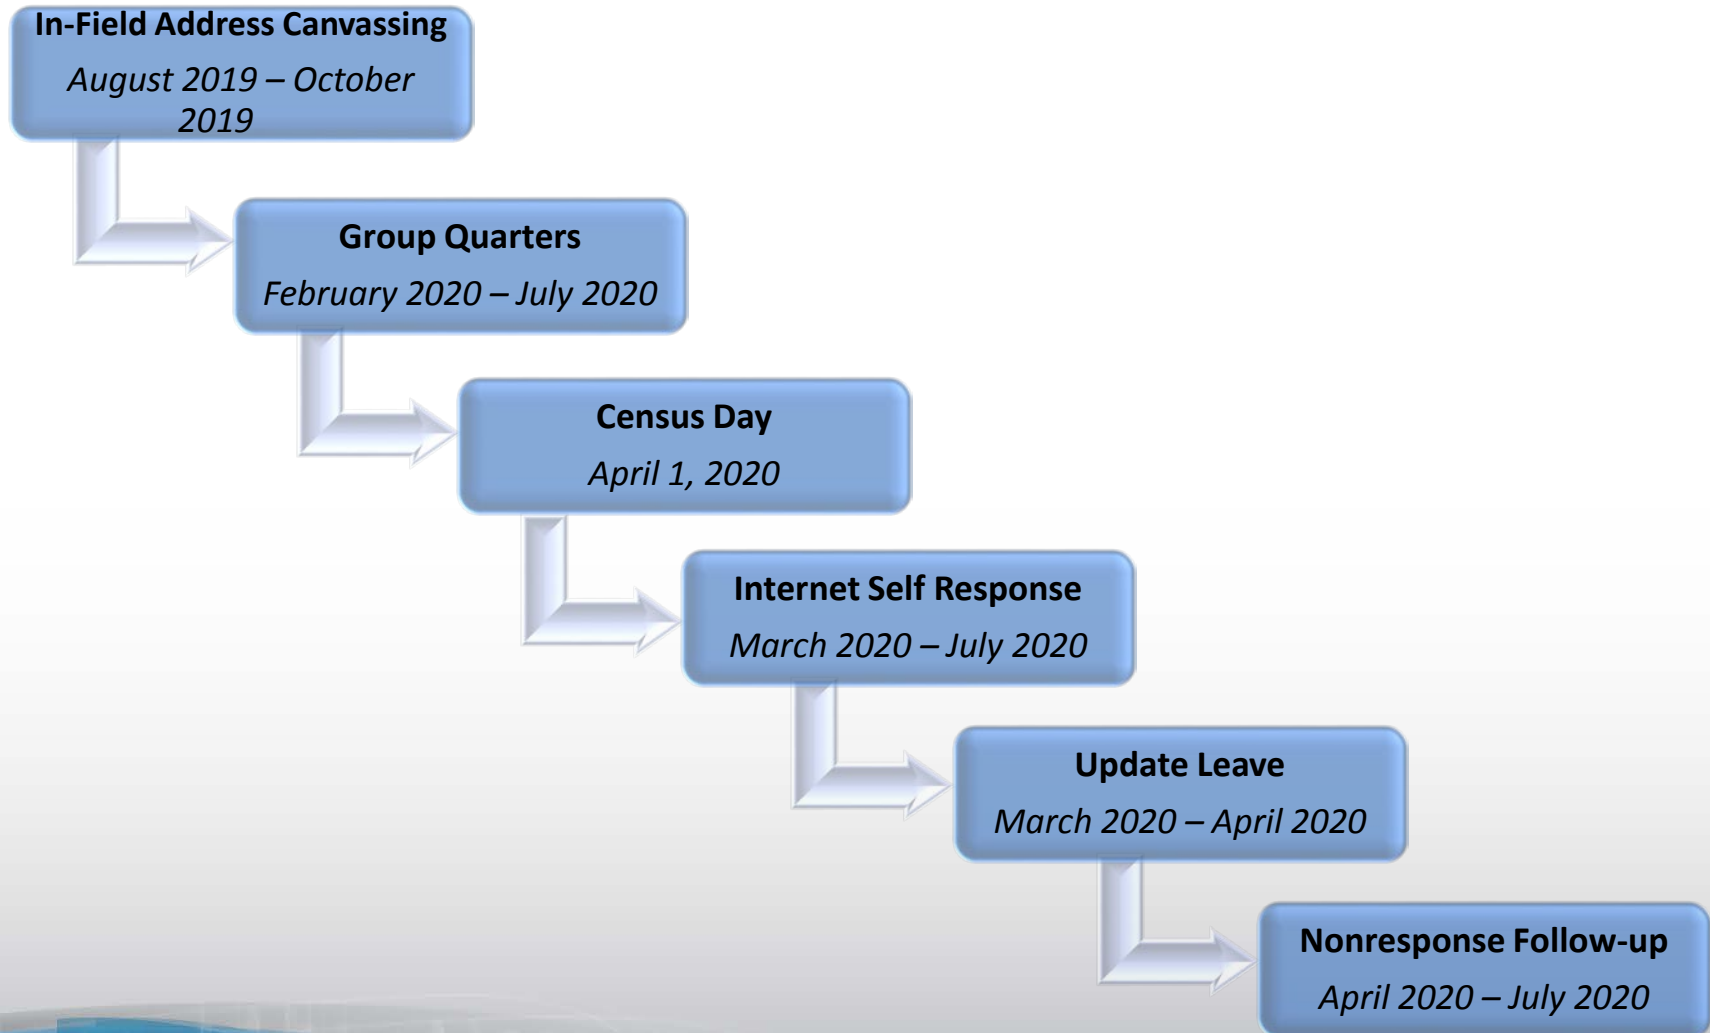 In-Field Address Canvassing
August 2019 – October
2019
Group Quarters
February 2020 – July 2020
Census Day
April 1, 2020
Internet Self Response
March 2020 – July 2020
Update Leave
March 2020 – April 2020
Nonresponse Follow-up
April 2020 – July 2020